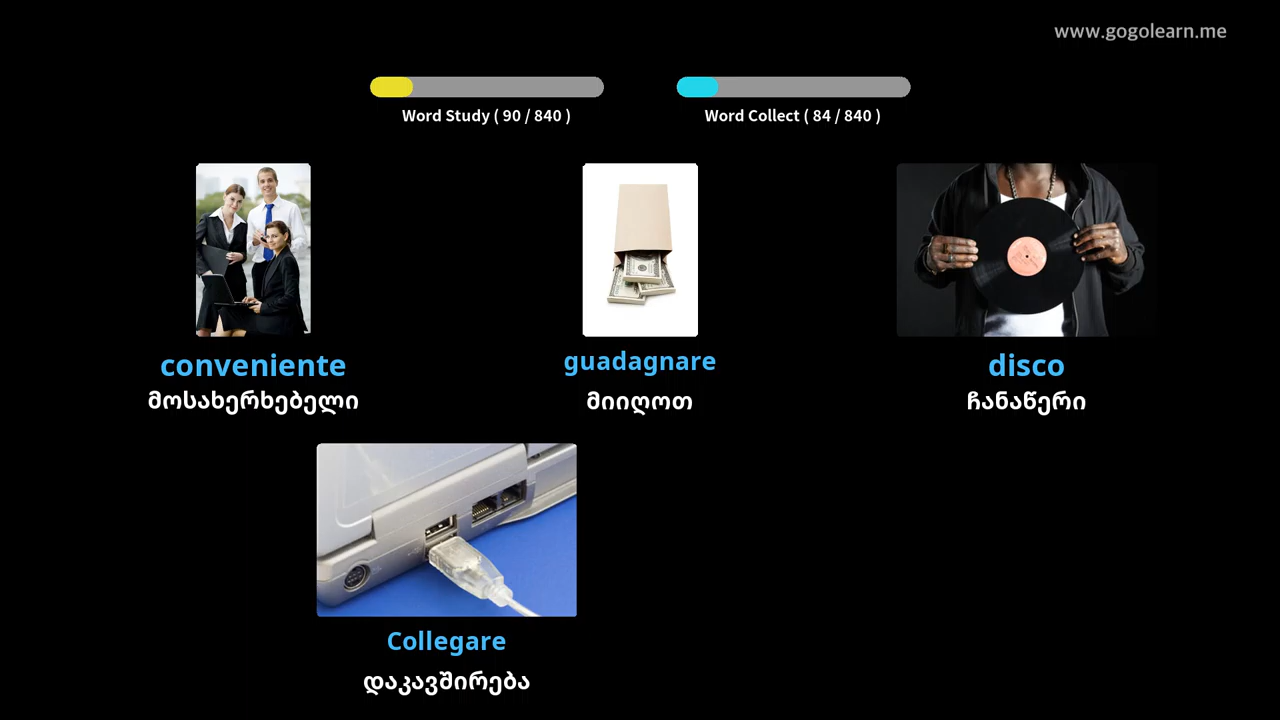 www.gogolearn.me
Word Study ( 90 / 840 )
Word Collect ( 84 / 840 )
conveniente
მოსახერხებელი
guadagnare
მიიღოთ
disco
ჩანაწერი
Collegare
დაკავშირება